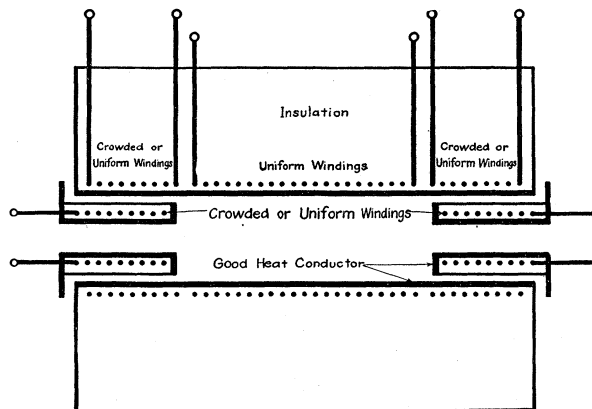 Insulation
Crowded or
Uniform Windings
Uniform Windings
Crowded or
Uniform Windings
Crowded or Uniform Windings
Good Heat Conductor